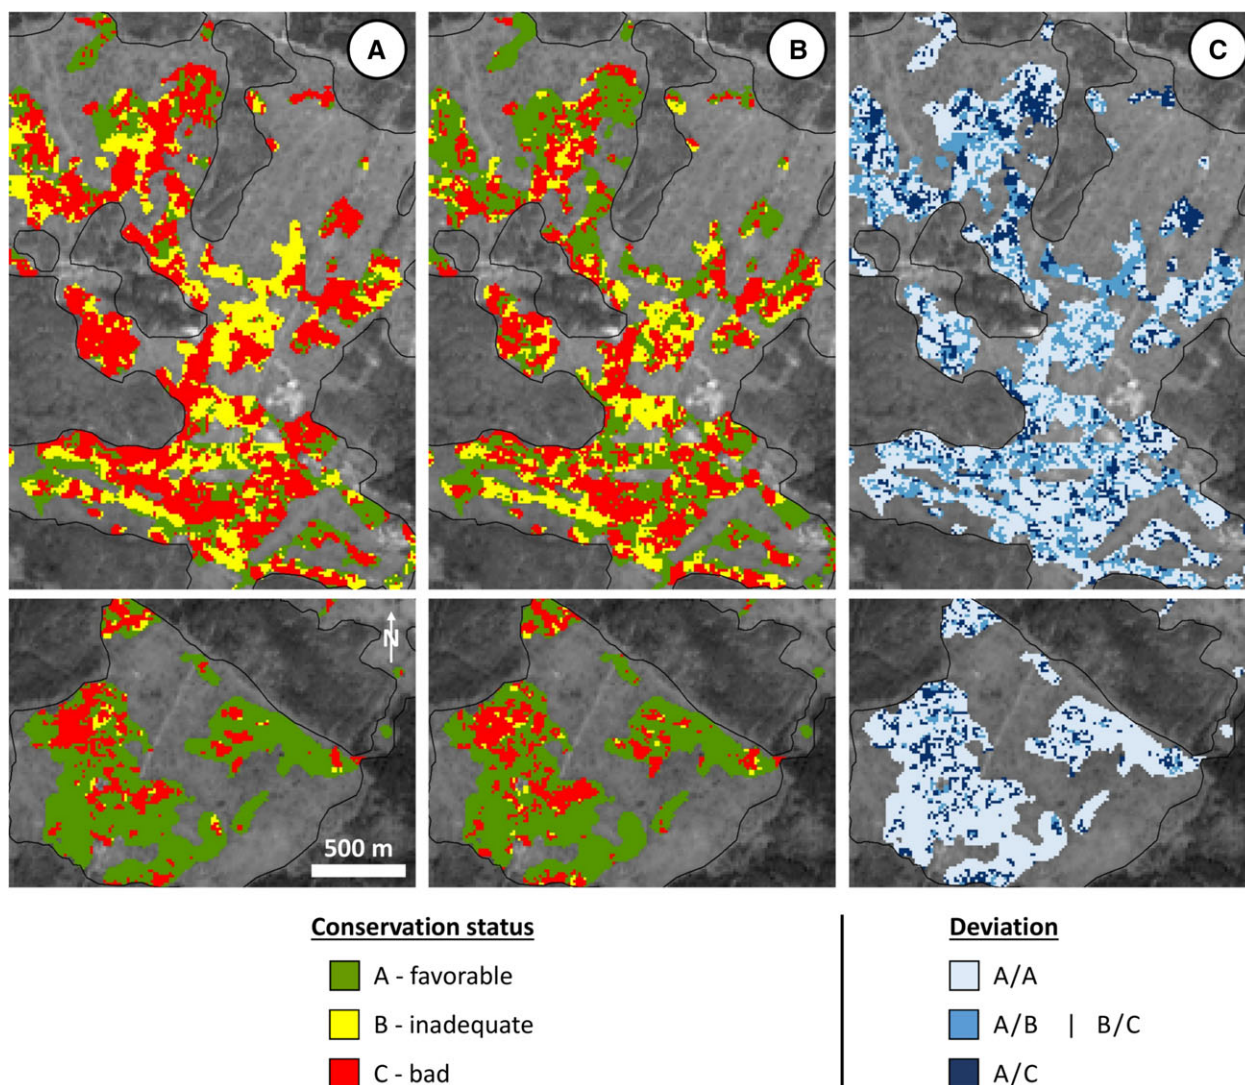 A
B
C
N
500 m
Conservation status
A - favorable
B - inadequate
C - bad
Deviation
A/A
A/B | B/C
A/C